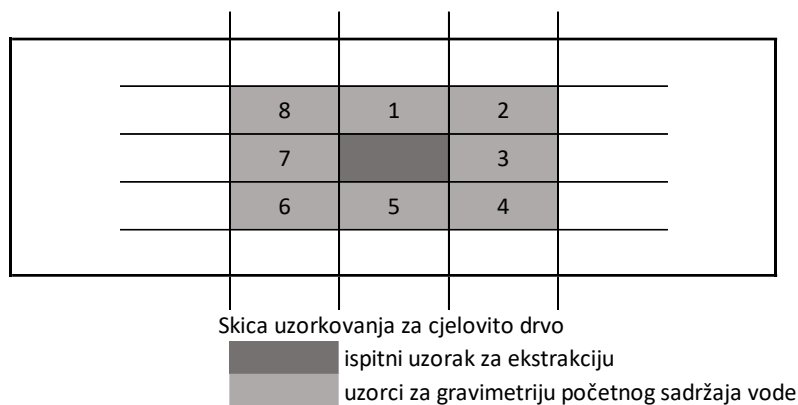 8 1 2
7 3
6 5 4
Skica uzorkovanja za cjelovito drvo
ispitni uzorak za ekstrakciju
uzorci za gravimetriju početnog sadržaja vode